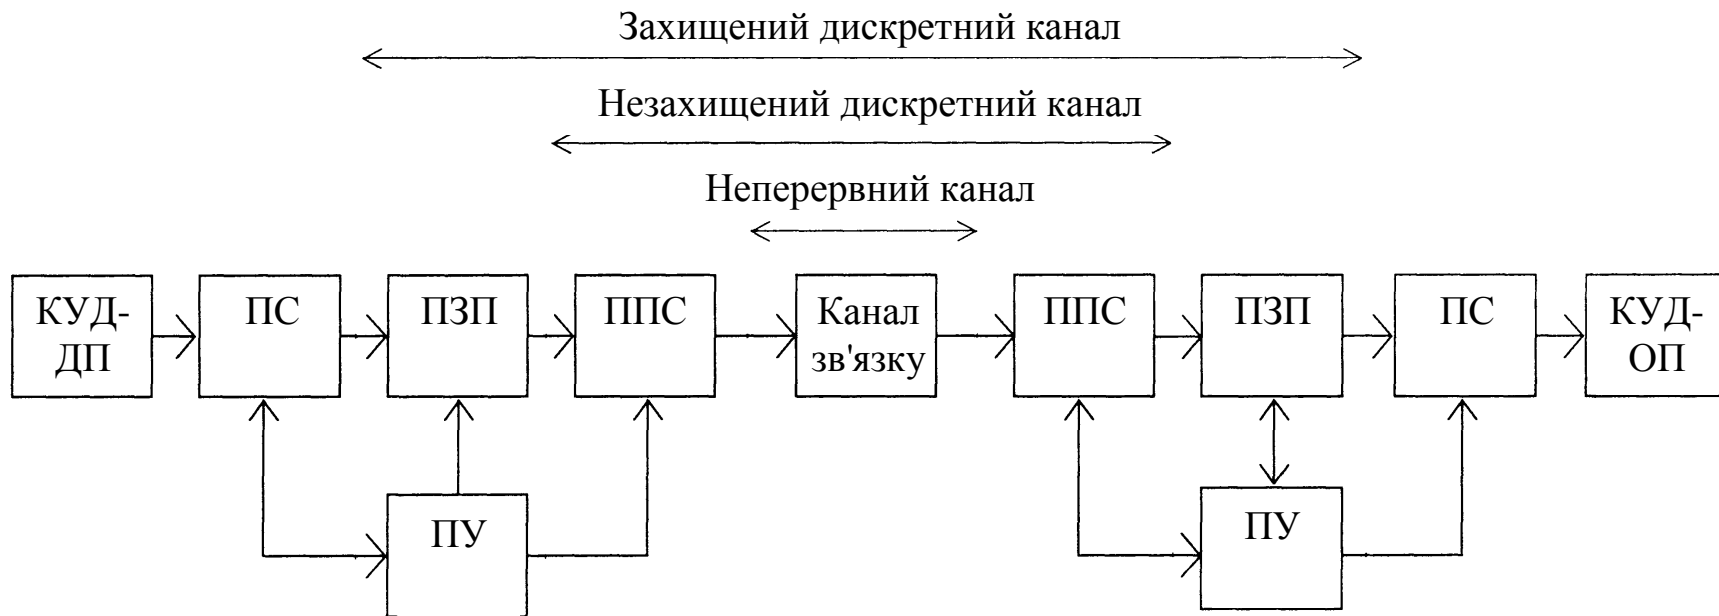 Захищений дискретний канал
Незахищений дискретний канал
Неперервний канал
КУД-
ДП
ПС
ПЗП
ППС
Канал
зв'язку
ППС
ПЗП
ПС
КУД-
ОП
ПУ
ПУ